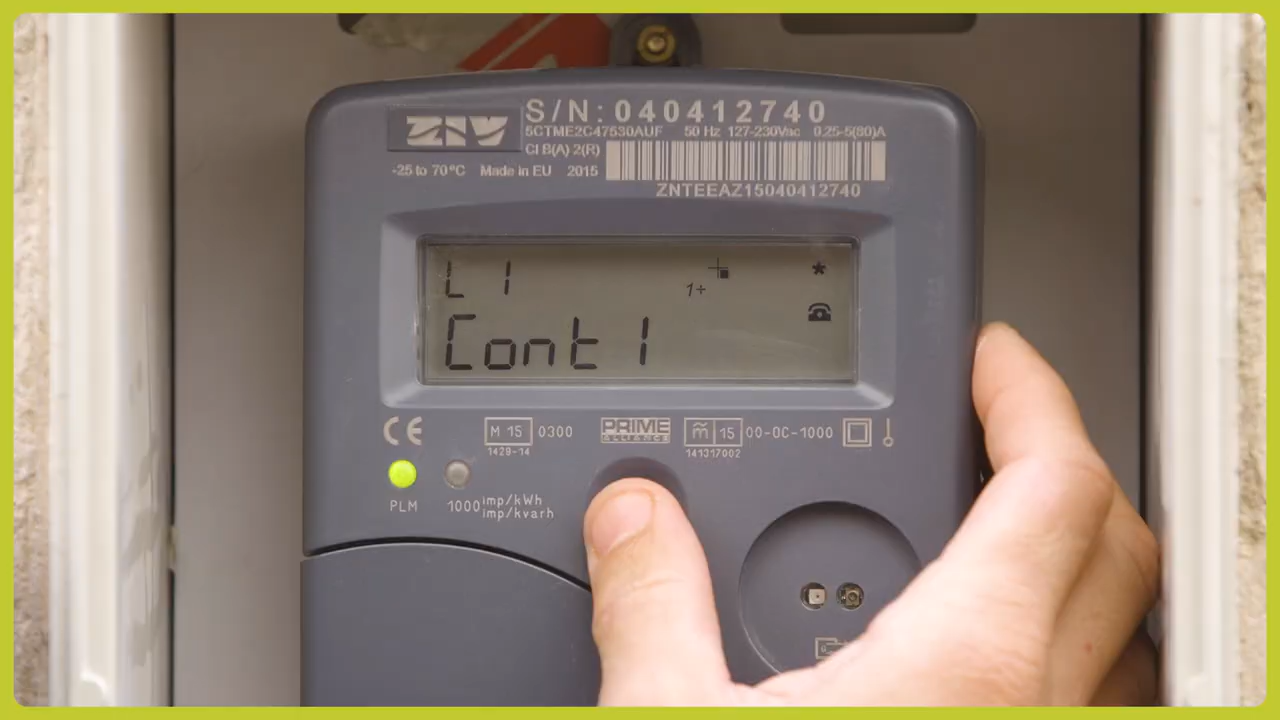 ZIV
S/N: 040412740
5CTME2C47530AUF 50 Hz 127-230Vac 0.25-5(80)A
Cl B(A) 2(R)
-25 to 70°C Made in EU 2015
ZNTEEAZ15040412740
L 1
1+
Cont 1
CE M 15 0300 PRIME ALLIANCE 15 00-0C-1000
1429-14 141317002
PLM 1000 imp/kWh
imp/kvarh